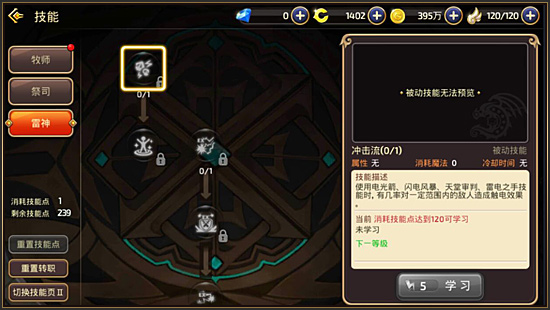 技能
0
1402
395万
120/120
牧师
祭司
雷神
消耗技能点 1
剩余技能点 239
重置技能点
重置转职
切换技能页 II
0/1
0/1
0/1
0/1
被动技能无法预览
冲击流(0/1) 被动技能
属性 无 消耗魔法 0 冷却时间 无
技能描述
使用电光箭、闪电风暴、天堂审判、雷电之手技
能时, 有几率对一定范围内的敌人造成触电效果
。
当前 消耗技能点达到120可学习
未学习
下一等级
5 学习